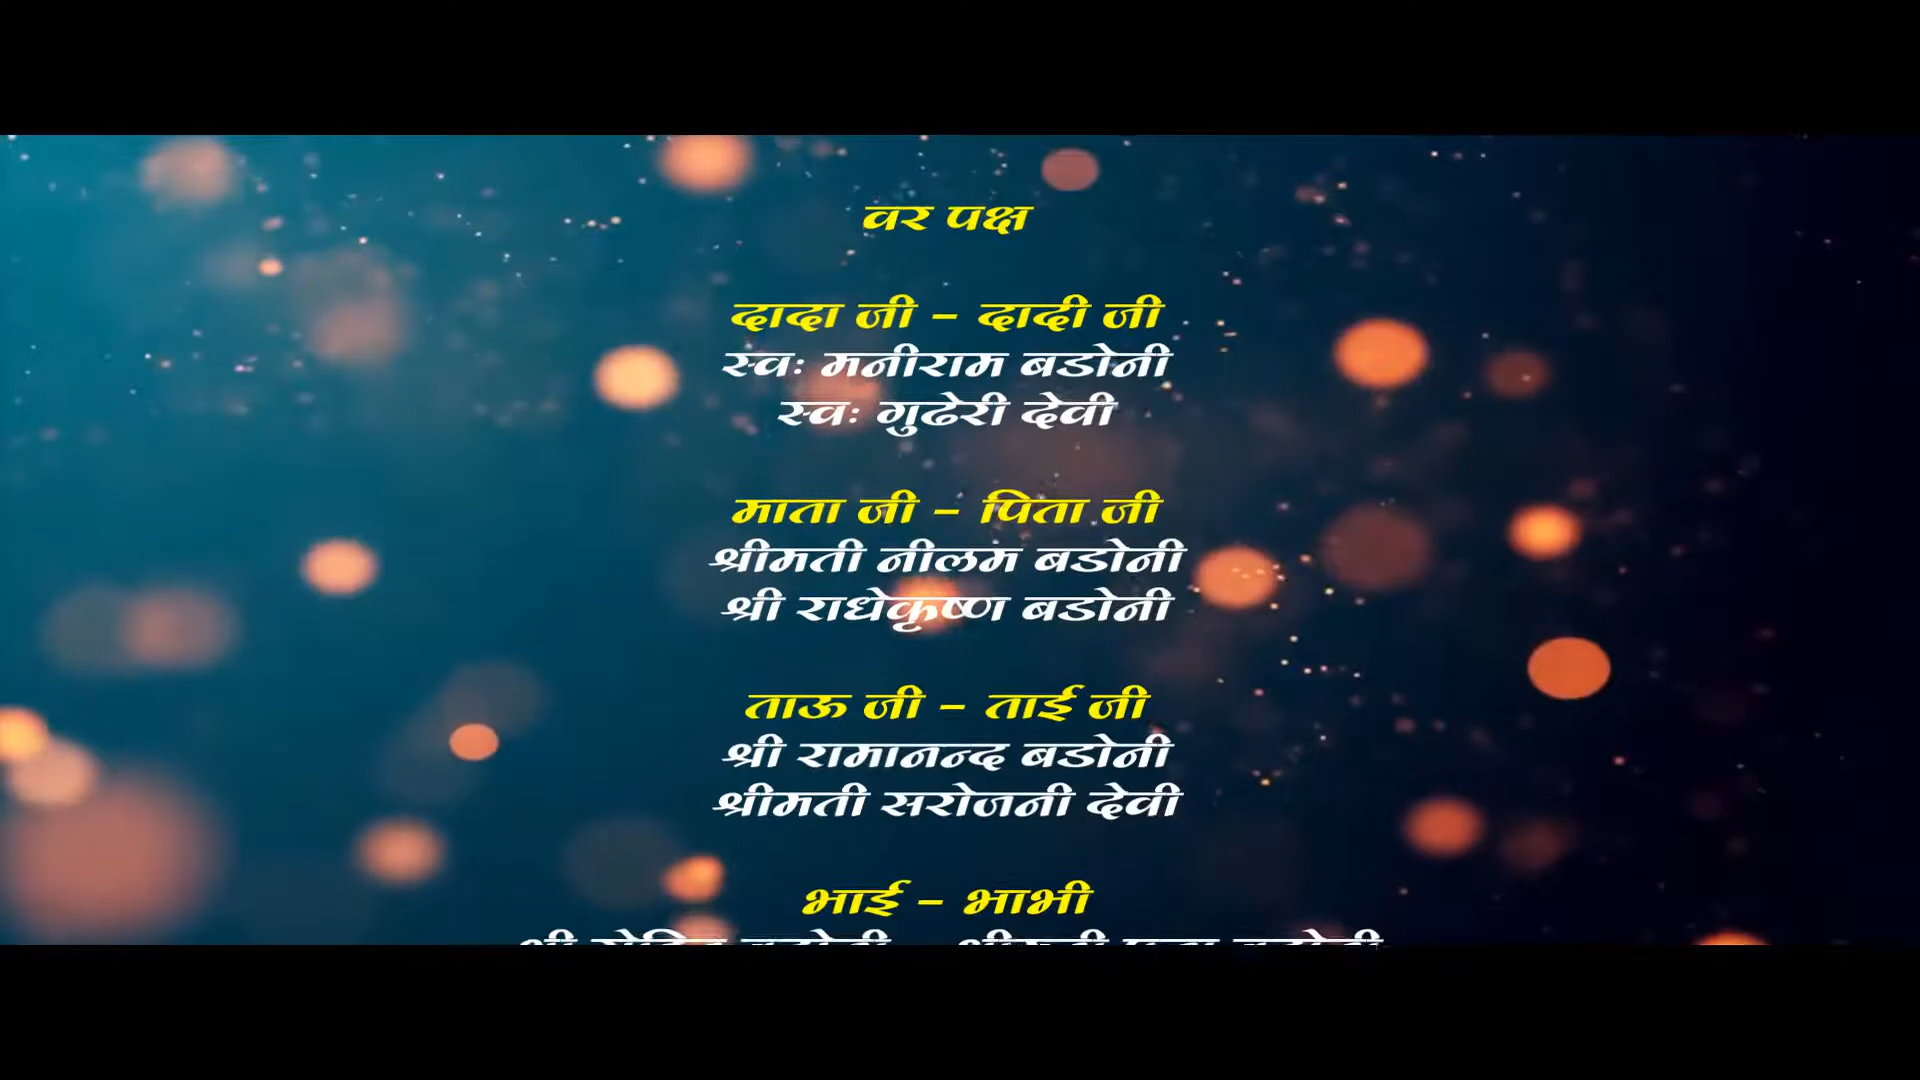 वर पक्ष
दादा जी – दादी जी
स्वः मनीराम बडोनी
स्वः गुढेरी देवी
माता जी – पिता जी
श्रीमती नीलम बडोनी
श्री राधेकृष्ण बडोनी
ताऊ जी – ताई जी
श्री रामानन्द बडोनी
श्रीमती सरोजनी देवी
भाई – भाभी